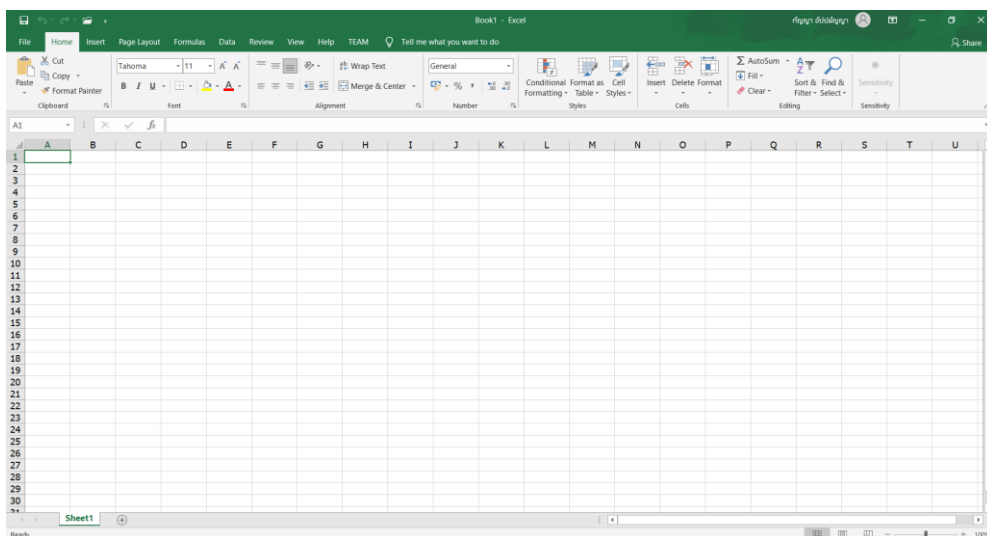 Book1 - Excel
File Home Insert Page Layout Formulas Data Review View Help TEAM Tell me what you want to do Share
Cut
Copy
Format Painter
Paste
Clipboard
Tahoma 11
B I U A
Font
Wrap Text
Merge & Center
Alignment
General
%
Number
Conditional Formatting
Format as Table
Cell Styles
Styles
Insert Delete Format
Cells
AutoSum
Fill
Clear
Sort & Filter
Find & Select
Editing
Sensitivity
Sensitivity
A1 fx
A B C D E F G H I J K L M N O P Q R S T U
1
2
3
4
5
6
7
8
9
10
11
12
13
14
15
16
17
18
19
20
21
22
23
24
25
26
27
28
29
30
Sheet1
Ready 100%